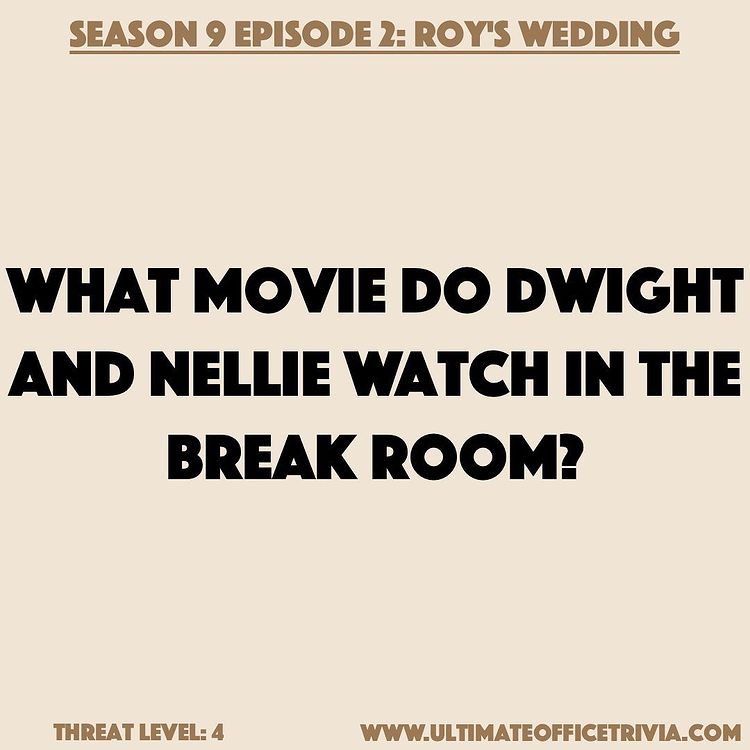 SEASON 9 EPISODE 2: ROY'S WEDDING
WHAT MOVIE DO DWIGHT
AND NELLIE WATCH IN THE
BREAK ROOM?
THREAT LEVEL: 4
WWW.ULTIMATEOFFICETRIVIA.COM